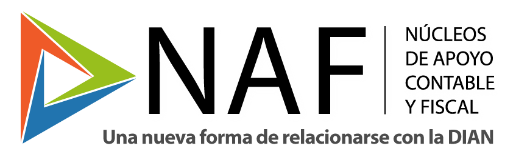 NAF
NÚCLEOS
DE APOYO
CONTABLE
Y FISCAL
Una nueva forma de relacionarse con la DIAN